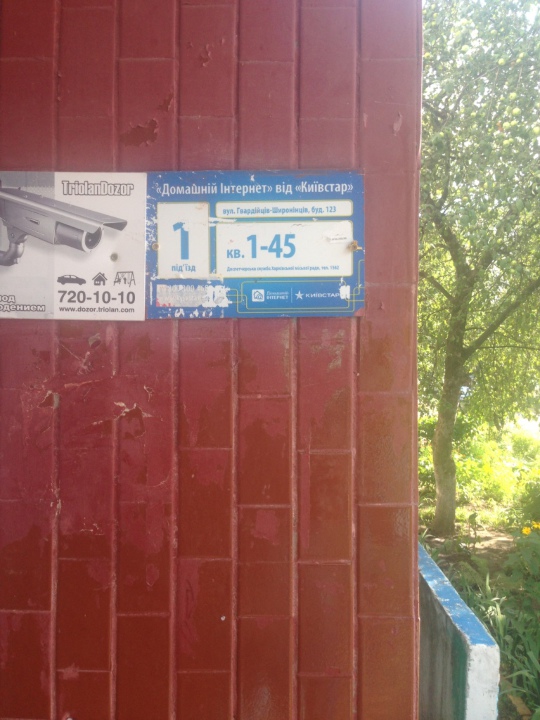 TriolanDozor
720-10-10
www.dozor.triolan.com
«Домашній Інтернет» від «Київстар»
вул. Гвардійців-Широнінців, буд. 123
1
під'їзд
кв. 1-45
ІНТЕРНЕТ
КИЇВСТАР